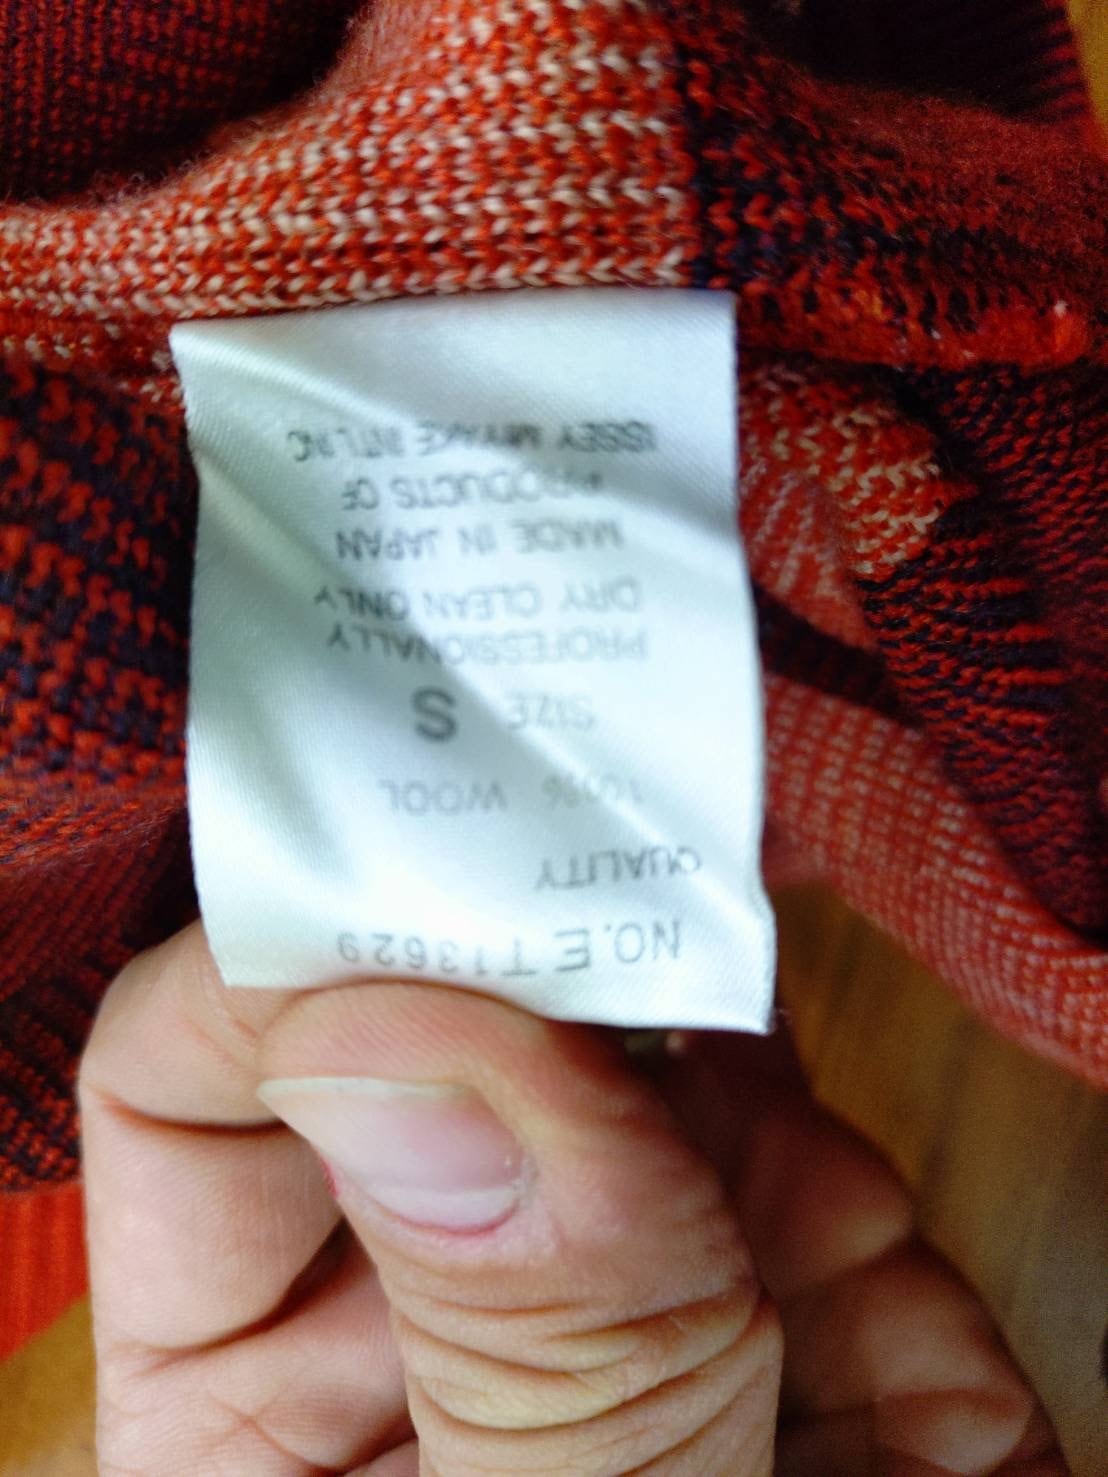 NO. E T13629
QUALITY
100% WOOL
SIZE S
PROFESSIONALLY
DRY CLEAN ONLY
MADE IN JAPAN
PRODUCTS OF
ISSEY MIYAKE INT'L INC